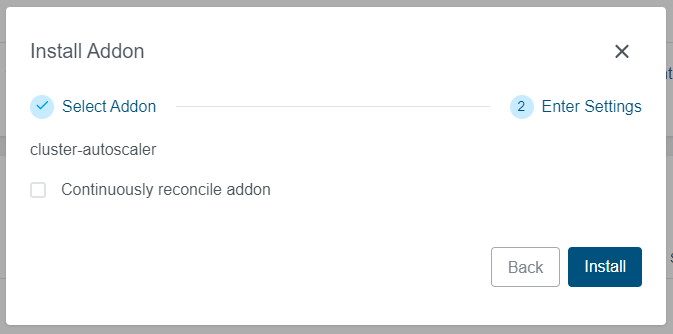 Install Addon
Select Addon
2 Enter Settings
cluster-autoscaler
Continuously reconcile addon
Back
Install